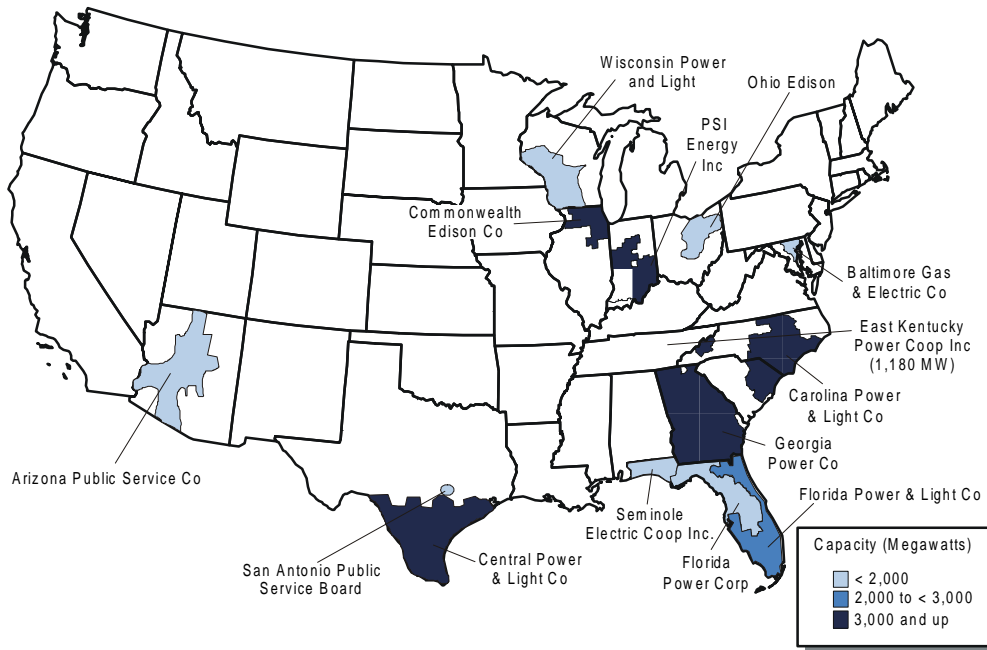 Wisconsin Power
and Light
Ohio Edison
PSI
Energy
Inc
Commonwealth
Edison Co
Baltimore Gas
& Electric Co
East Kentucky
Power Coop Inc
(1,180 MW)
Carolina Power
& Light Co
Georgia
Power Co
Arizona Public Service Co
Florida Power & Light Co
Seminole
Electric Coop Inc.
Florida
Power Corp
San Antonio Public
Service Board
Central Power
& Light Co
Capacity (Megawatts)
< 2,000
2,000 to < 3,000
3,000 and up